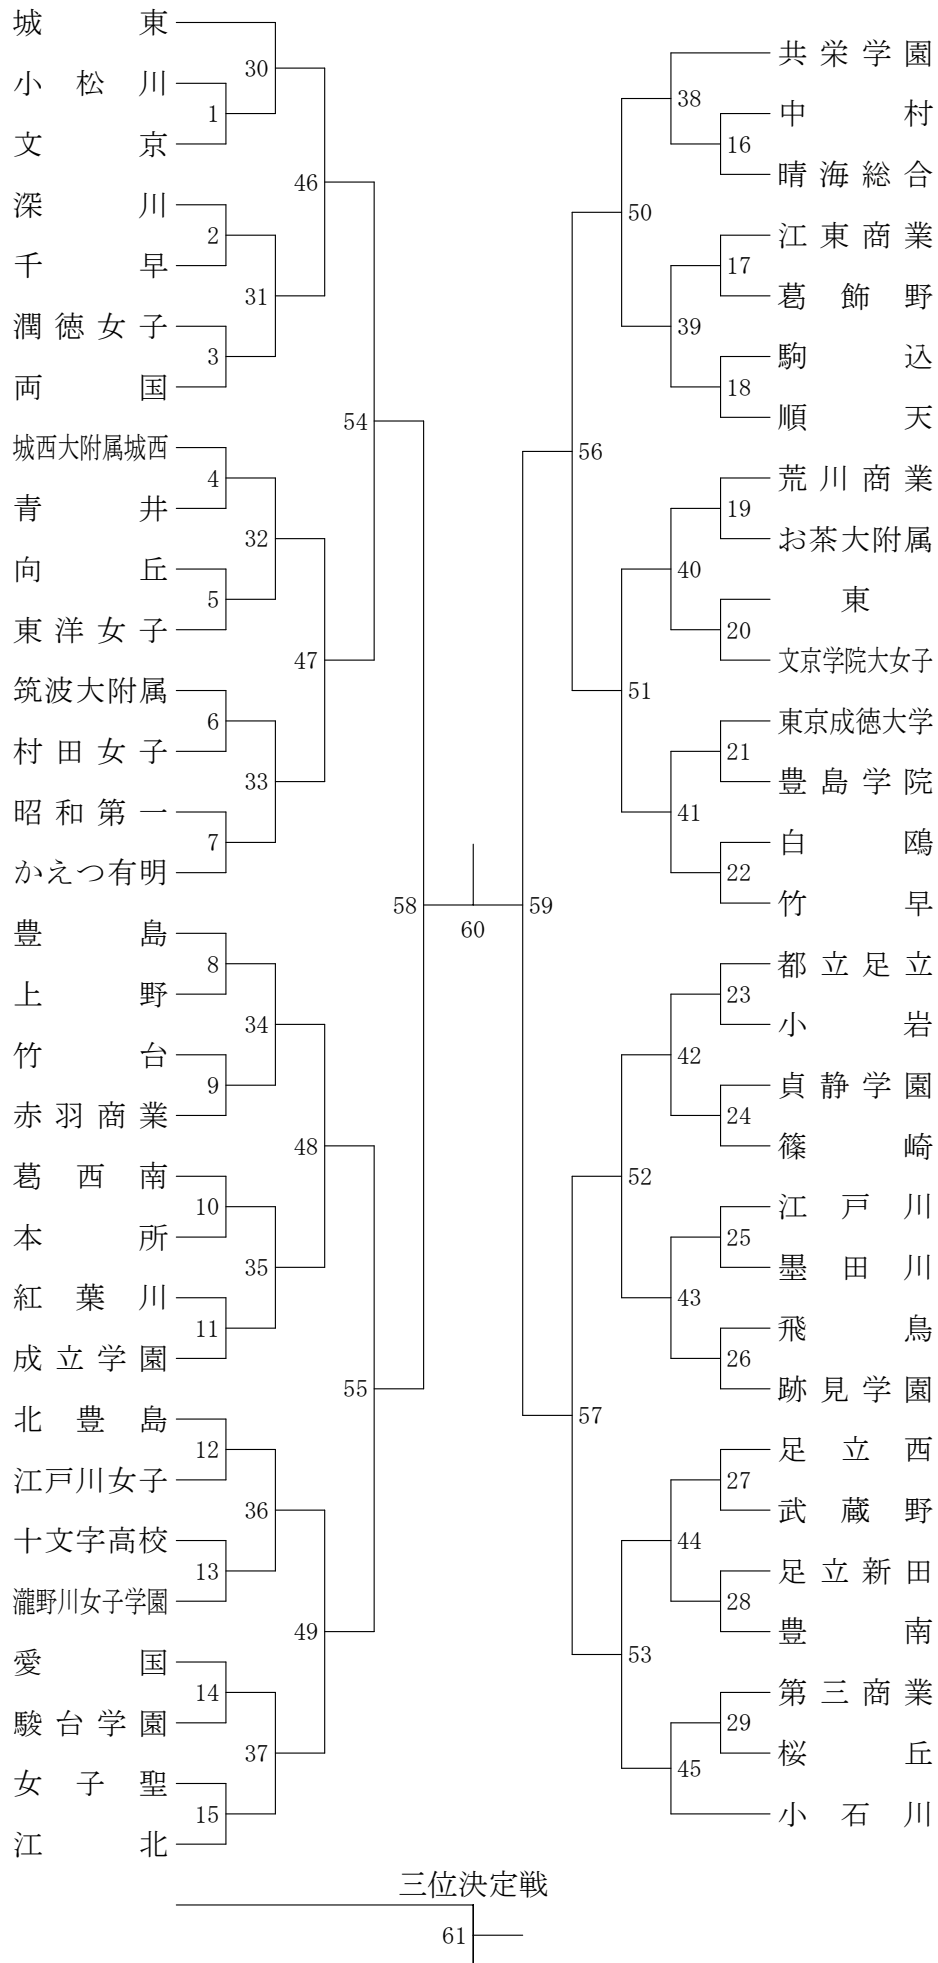 城東
小松川
文京
深川
千早
潤徳女子
両国
城西大附属城西
青井
向丘
東洋女子
筑波大附属
村田女子
昭和第一
かえつ有明
豊島
上野
竹台
赤羽商業
葛西南
本所
紅葉川
成立学園
北豊島
江戸川女子
十文字高校
瀧野川女子学園
愛国
駿台学園
女子聖
江北
1
2
3
4
5
6
7
8
9
10
11
12
13
14
15
30
31
32
33
34
35
36
37
46
47
48
49
54
55
58
60
59
56
57
50
51
52
53
38
39
40
41
42
43
44
45
16
17
18
19
20
21
22
23
24
25
26
27
28
29
共栄学園
中村
晴海総合
江東商業
葛飾野
駒込
順天
荒川商業
お茶大附属
東
文京学院大女子
東京成徳大学
豊島学院
白鴎
竹早
都立足立
小岩
貞静学園
篠崎
江戸川
墨田川
飛鳥
跡見学園
足立西
武蔵野
足立新田
豊南
第三商業
桜丘
小石川
三位決定戦
61